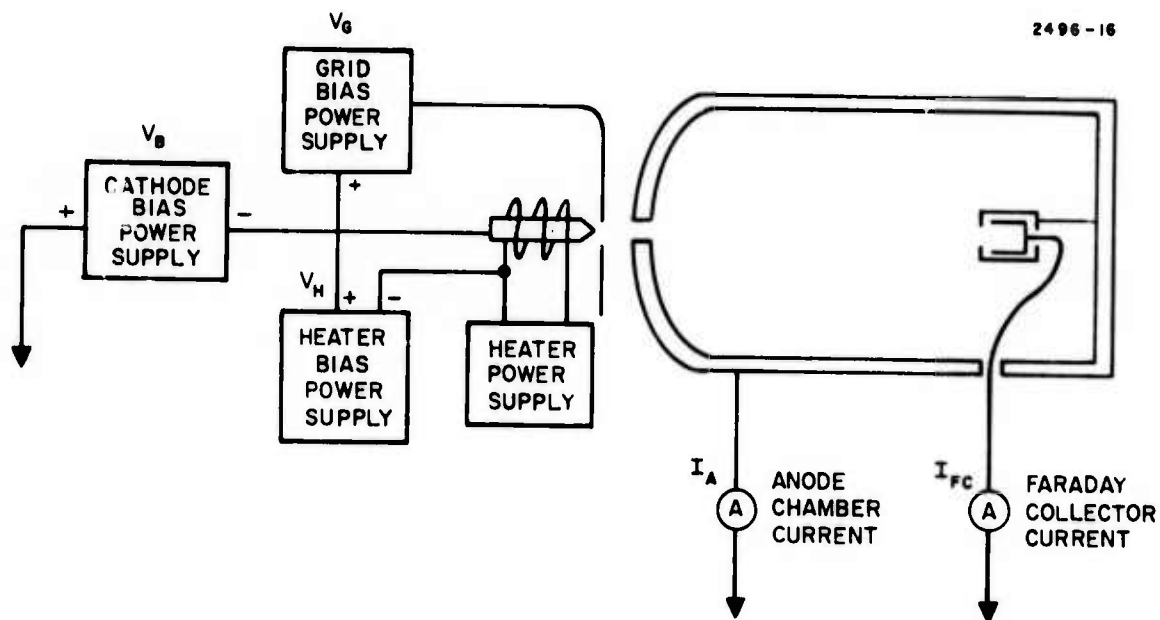 2496-16
V_G
GRID
BIAS
POWER
SUPPLY
+
V_B
CATHODE
BIAS
POWER
SUPPLY
+
-
V_H
+
-
HEATER
BIAS
POWER
SUPPLY
HEATER
POWER
SUPPLY
I_A
A
ANODE
CHAMBER
CURRENT
I_FC
A
FARADAY
COLLECTOR
CURRENT